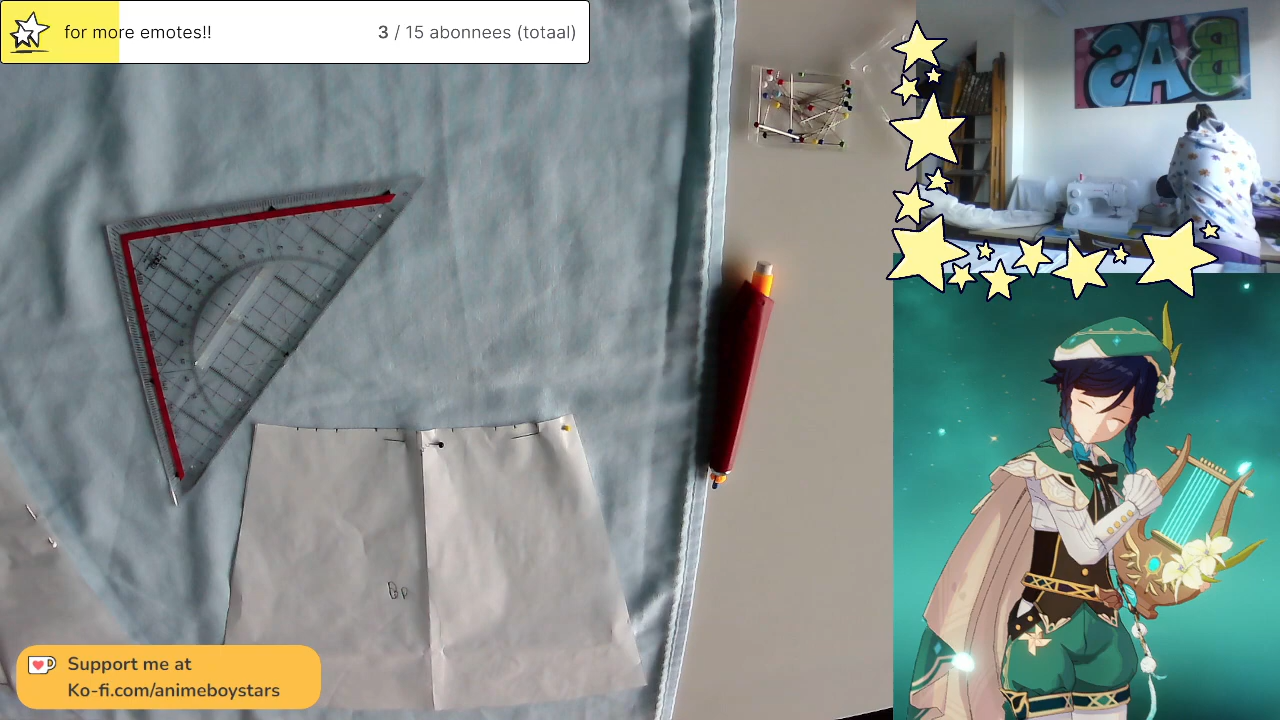 for more emotes!! 3 / 15 abonnees (totaal)
BAS
Support me at
Ko-fi.com/animeboystars